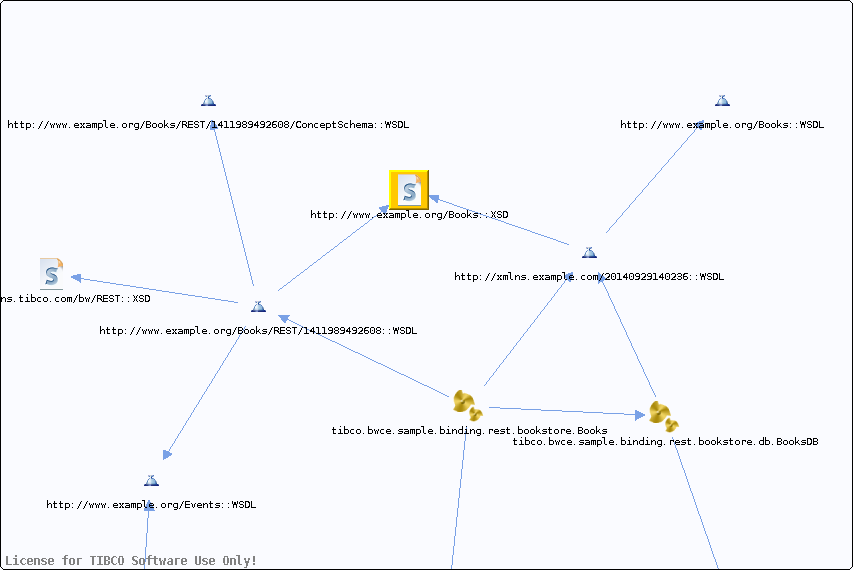 http://www.example.org/Books/REST/1411989492608/ConceptSchema::WSDL
http://www.example.org/Books::WSDL
S
http://www.example.org/Books::XSD
S
http://xmlns.example.com/20140929140236::WSDL
ns.tibco.com/bw/REST::XSD
http://www.example.org/Books/REST/1411989492608::WSDL
tibco.bwce.sample.binding.rest.bookstore.Books
tibco.bwce.sample.binding.rest.bookstore.db.BooksDB
http://www.example.org/Events::WSDL
License for TIBCO Software Use Only!